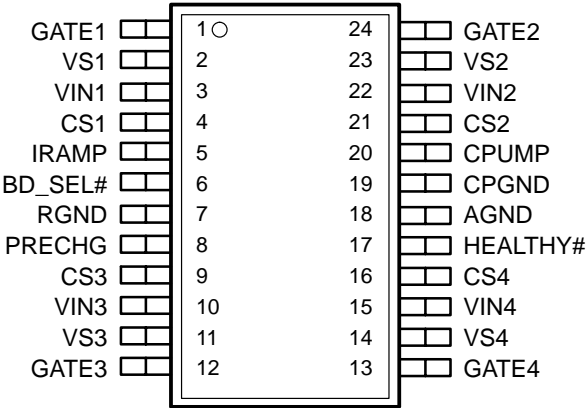 GATE1 1 24 GATE2
VS1 2 23 VS2
VIN1 3 22 VIN2
CS1 4 21 CS2
IRAMP 5 20 CPUMP
BD_SEL# 6 19 CPGND
RGND 7 18 AGND
PRECHG 8 17 HEALTHY#
CS3 9 16 CS4
VIN3 10 15 VIN4
VS3 11 14 VS4
GATE3 12 13 GATE4